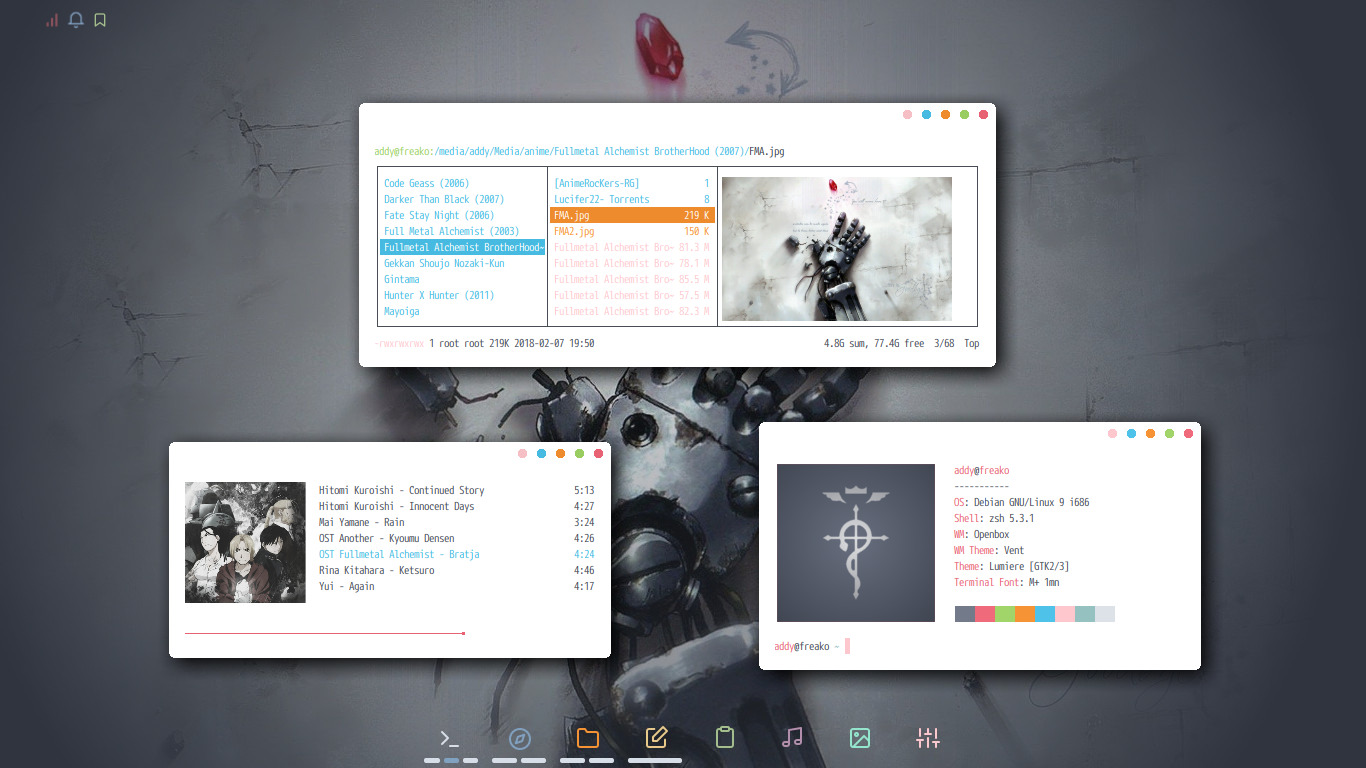 addy@freako:/media/addy/Media/anime/Fullmetal Alchemist BrotherHood (2007)/FMA.jpg
Code Geass (2006)
Darker Than Black (2007)
Fate Stay Night (2006)
Full Metal Alchemist (2003)
Fullmetal Alchemist BrotherHood~
Gekkan Shoujo Nozaki-Kun
Gintama
Hunter X Hunter (2011)
Mayoiga
[AnimeRocKers-RG] 1
Lucifer22- Torrents 8
FMA.jpg 219 K
FMA2.jpg 150 K
Fullmetal Alchemist Bro~ 81.3 M
Fullmetal Alchemist Bro~ 78.1 M
Fullmetal Alchemist Bro~ 85.5 M
Fullmetal Alchemist Bro~ 57.5 M
Fullmetal Alchemist Bro~ 82.3 M
-rwxrwxrwx 1 root root 219K 2018-02-07 19:50 4.8G sum, 77.4G free 3/68 Top
Hitomi Kuroishi - Continued Story 5:13
Hitomi Kuroishi - Innocent Days 4:27
Mai Yamane - Rain 3:24
OST Another - Kyoumu Densen 4:26
OST Fullmetal Alchemist - Bratja 4:24
Rina Kitahara - Ketsuro 4:46
Yui - Again 4:17
addy@freako
-----------
OS: Debian GNU/Linux 9 i686
Shell: zsh 5.3.1
WM: Openbox
WM Theme: Vent
Theme: Lumiere [GTK2/3]
Terminal Font: M+ 1mn
addy@freako ~